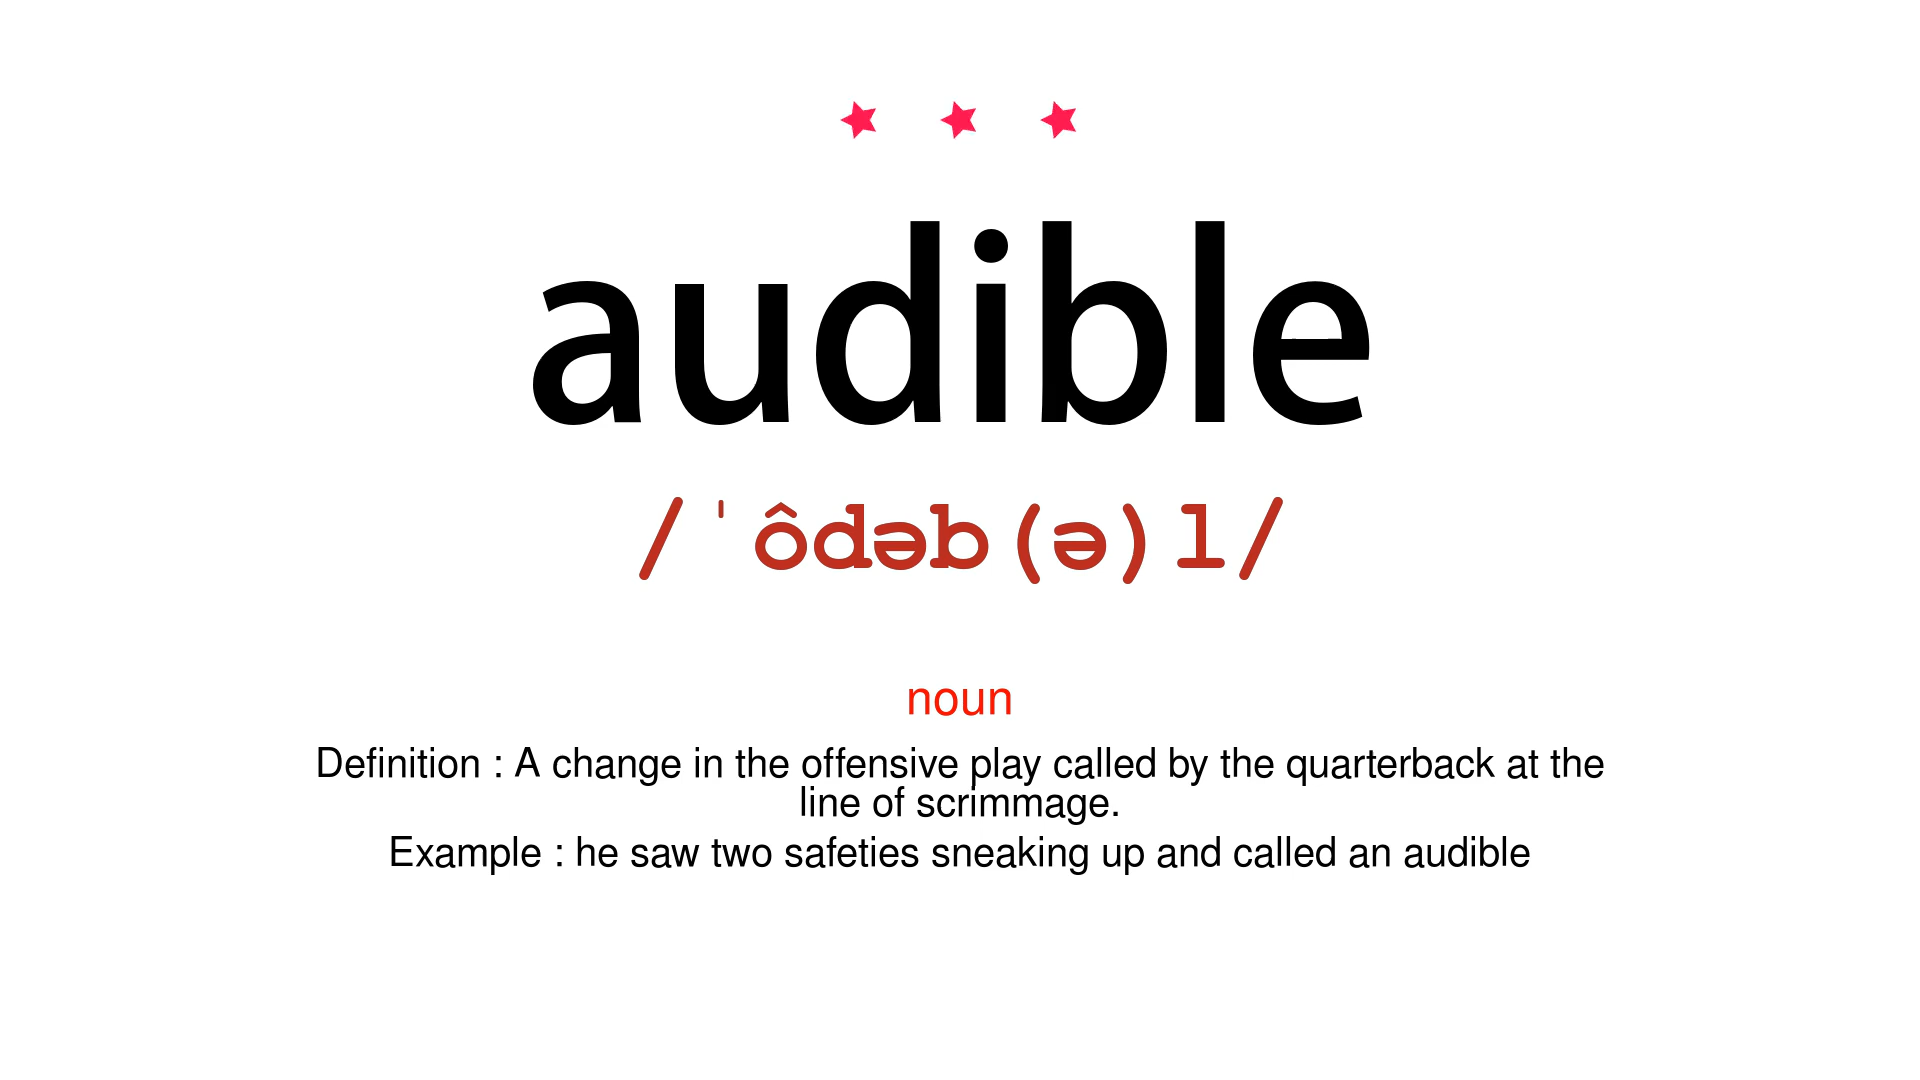 audible
/ˈôdəb(ə)l/
noun
Definition : A change in the offensive play called by the quarterback at the
line of scrimmage.
Example : he saw two safeties sneaking up and called an audible